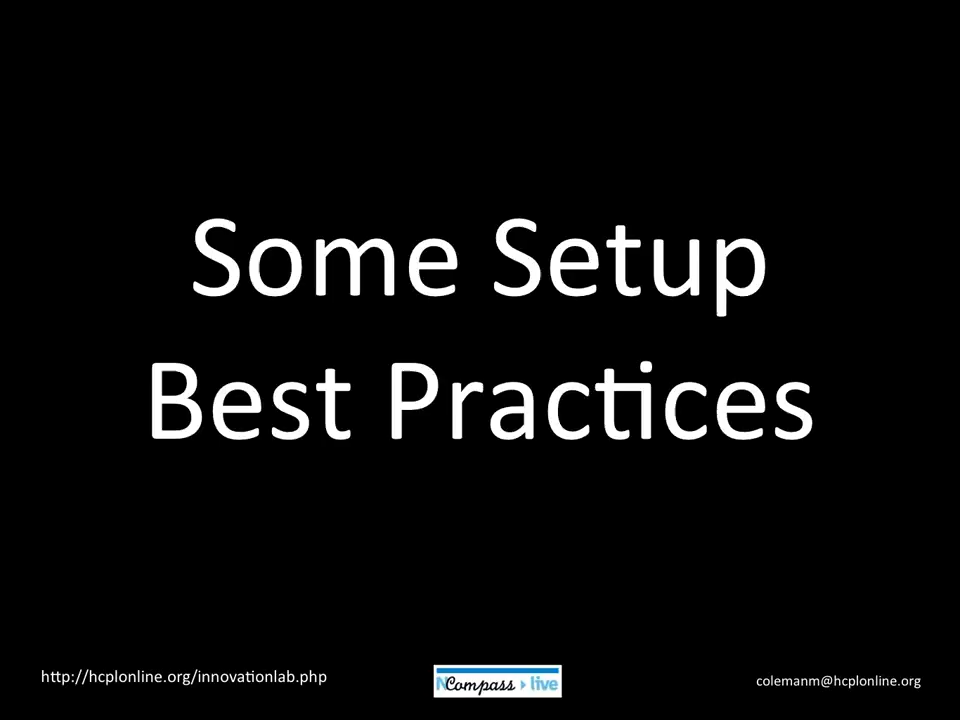 Some Setup
Best Practices
http://hcplonline.org/innovationlab.php
NCompass live
colemanm@hcplonline.org